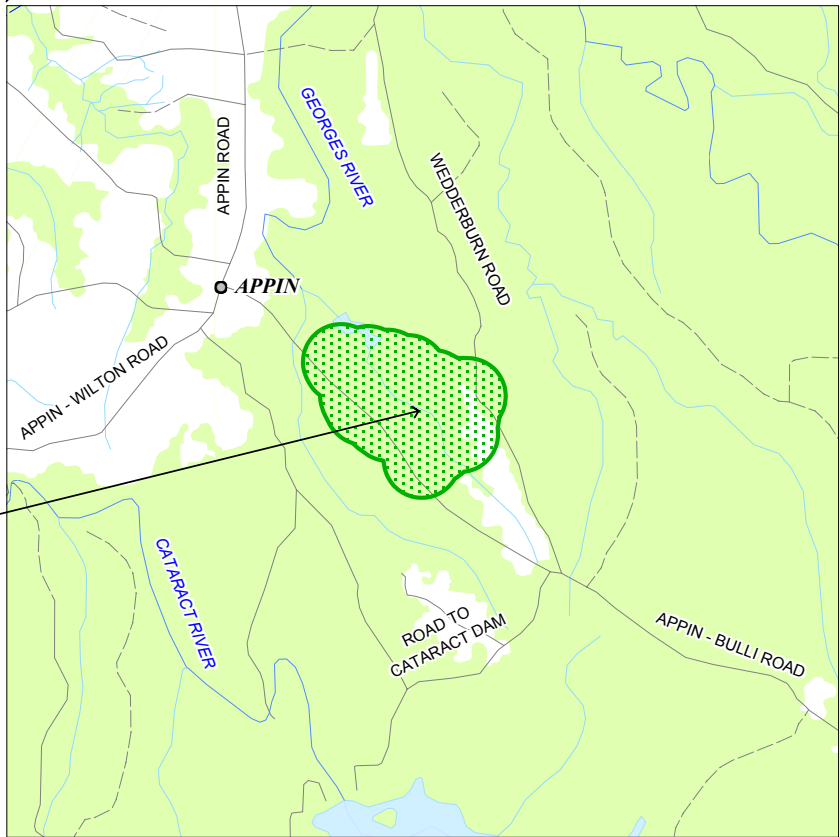 GEORGES RIVER
APPIN ROAD
WEDDERBURN ROAD
APPIN
APPIN - WILTON ROAD
CATARACT RIVER
ROAD TO
CATARACT DAM
APPIN - BULLI ROAD